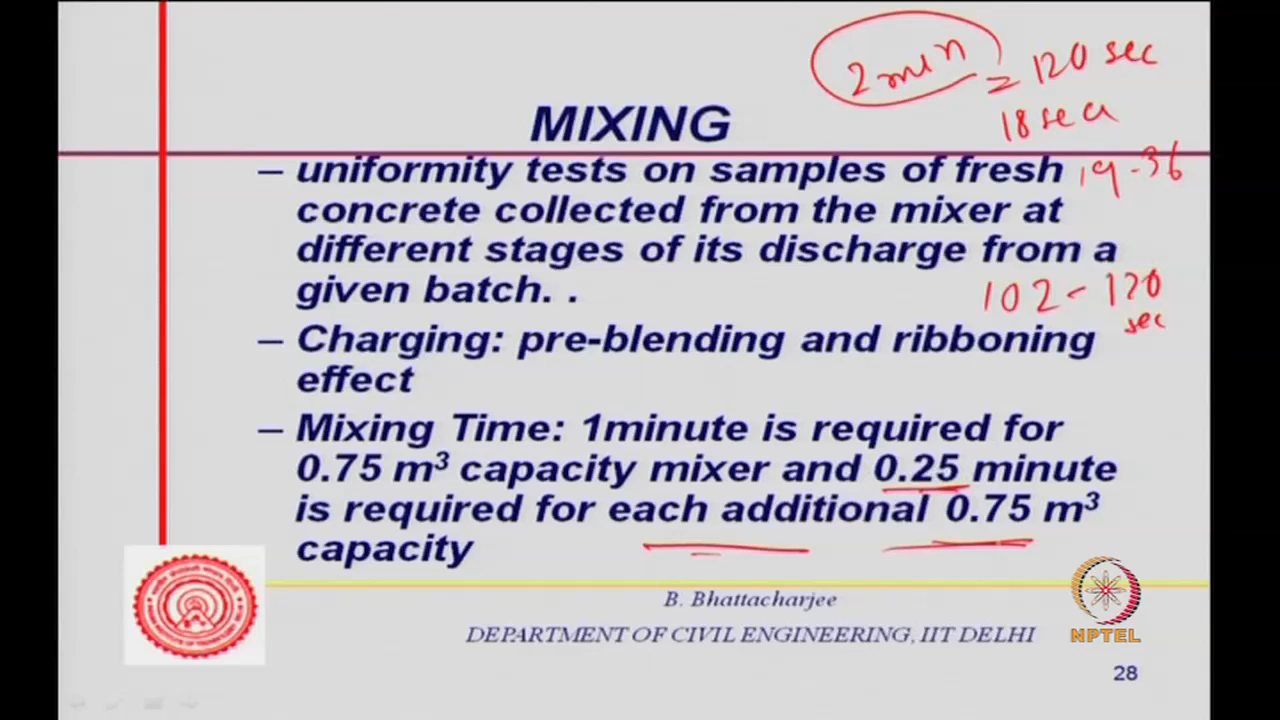 2 min = 120 sec
18 sec
MIXING
– uniformity tests on samples of fresh
19-36
concrete collected from the mixer at
different stages of its discharge from a
given batch. .
102 - 120
sec
– Charging: pre-blending and ribboning
effect
– Mixing Time: 1minute is required for
0.75 m³ capacity mixer and 0.25 minute
is required for each additional 0.75 m³
capacity
B. Bhattacharjee
DEPARTMENT OF CIVIL ENGINEERING, IIT DELHI
NPTEL
28